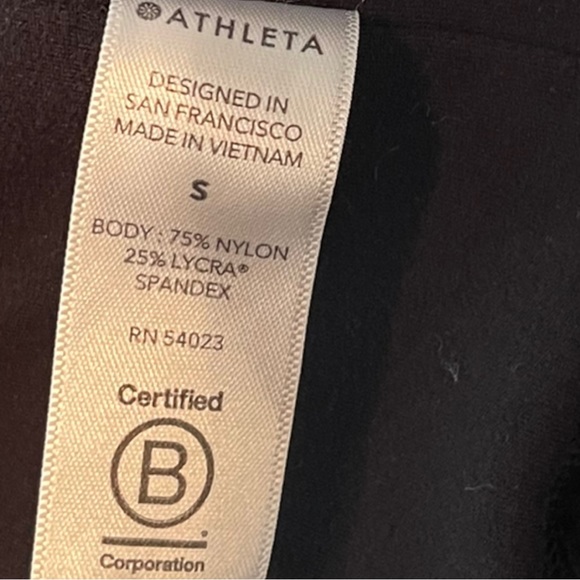 ATHLETA
DESIGNED IN
SAN FRANCISCO
MADE IN VIETNAM
S
BODY : 75% NYLON
25% LYCRA®
SPANDEX
RN 54023
Certified
B
Corporation